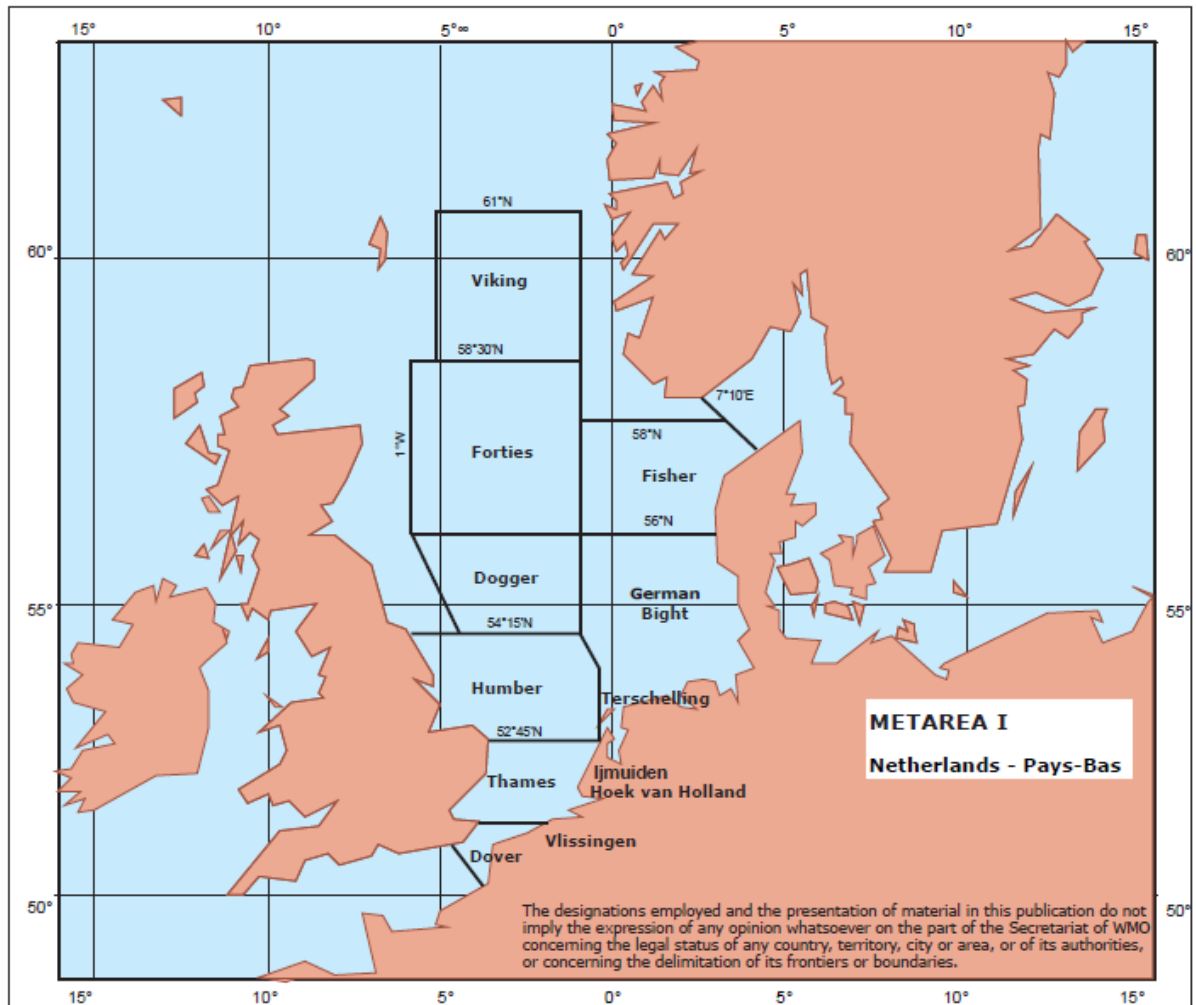 15° 10° 5°∞ 0° 5° 10° 15°
61°N
60° 60°
Viking
58°30'N
7°10'E
58°N
1°W
Forties
Fisher
56°N
Dogger
German
Bight
55° 55°
54°15'N
Humber
Terschelling
52°45'N
METAREA I
Netherlands - Pays-Bas
Thames
Ijmuiden
Hoek van Holland
Vlissingen
Dover
50° 50°
The designations employed and the presentation of material in this publication do not
imply the expression of any opinion whatsoever on the part of the Secretariat of WMO
concerning the legal status of any country, territory, city or area, or of its authorities,
or concerning the delimitation of its frontiers or boundaries.
15° 10° 5° 0° 5° 10° 15°